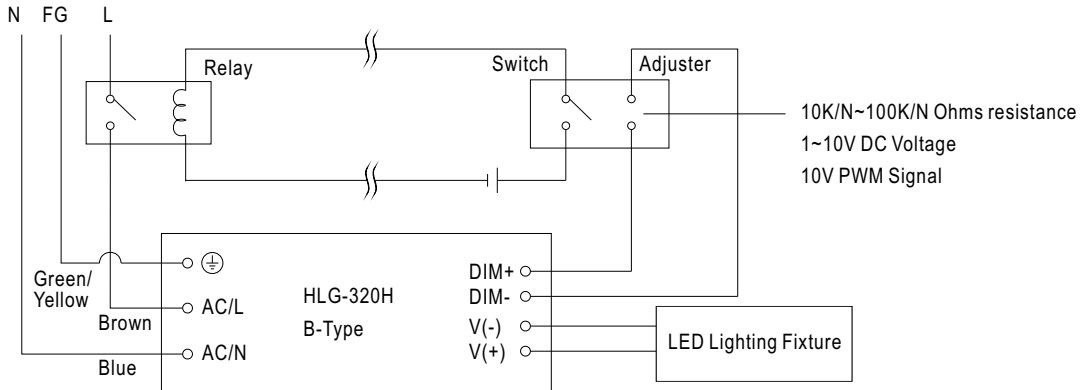 N FG L
Relay
Switch
Adjuster
10K/N~100K/N Ohms resistance
1~10V DC Voltage
10V PWM Signal
Green/
Yellow
Brown
Blue
AC/L
AC/N
HLG-320H
B-Type
DIM+
DIM-
V(-)
V(+)
LED Lighting Fixture